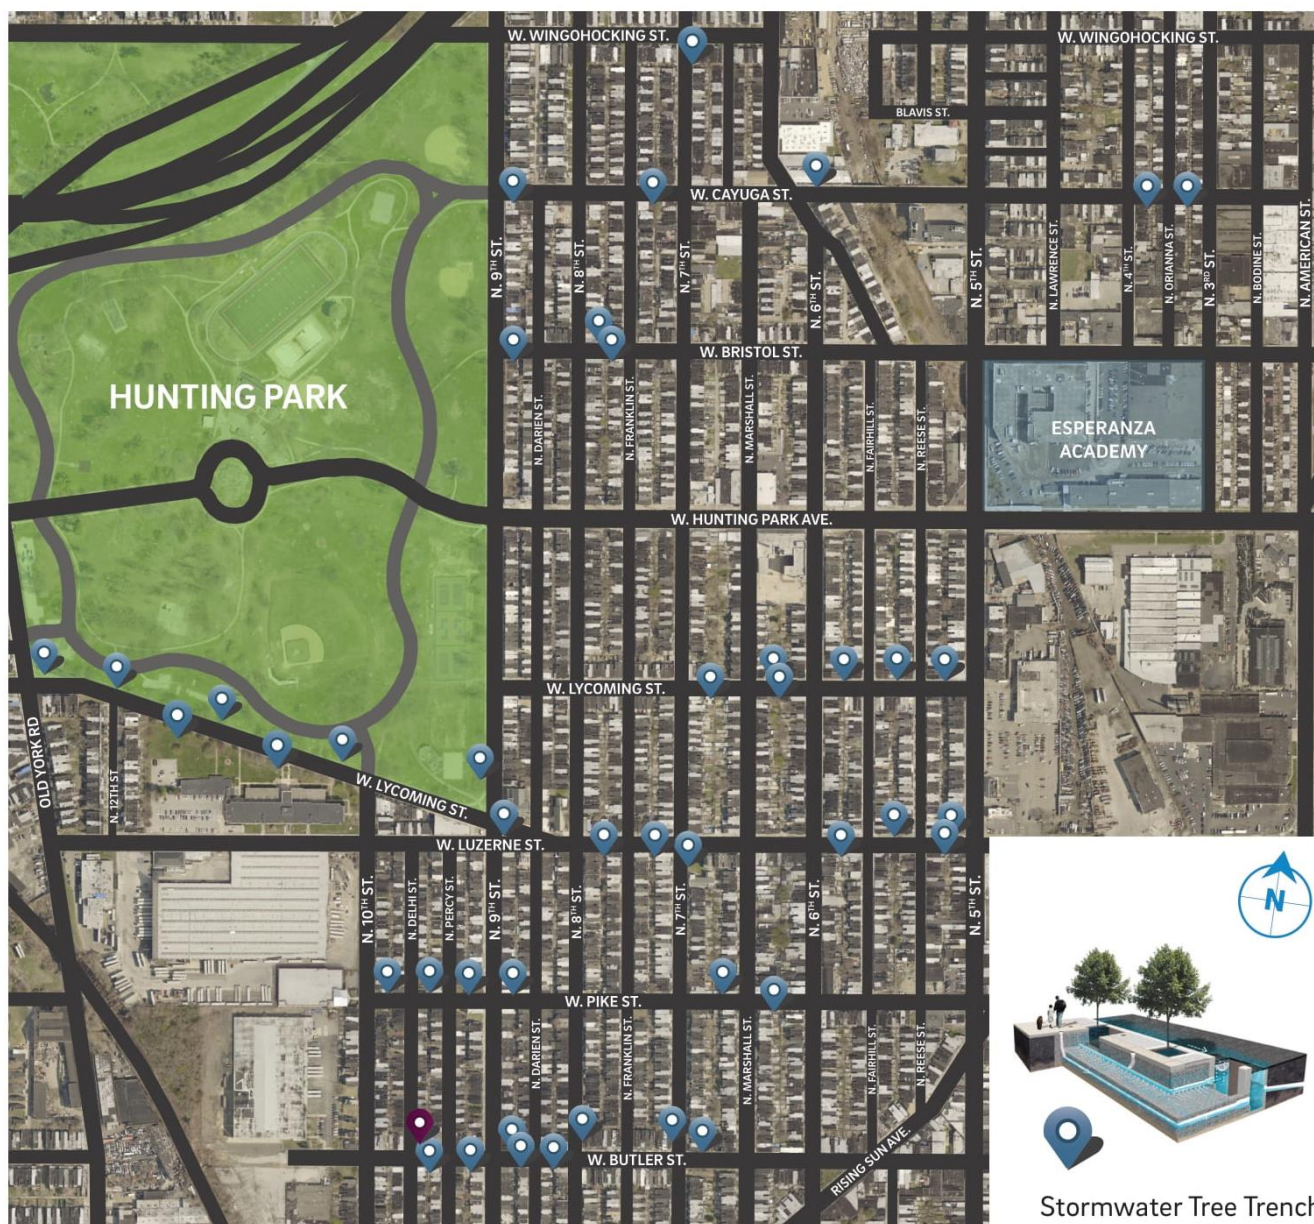 W. WINGOHOCKING ST.
W. WINGOHOCKING ST.
BLAVIS ST.
W. CAYUGA ST.
N. 9TH ST.
N. 8TH ST.
N. 7TH ST.
N. 6TH ST.
N. 5TH ST.
N. LAWRENCE ST.
N. 4TH ST.
N. ORIANNA ST.
N. 3RD ST.
N. BODINE ST.
N. AMERICAN ST.
W. BRISTOL ST.
HUNTING PARK
N. DARIEN ST.
N. FRANKLIN ST.
N. MARSHALL ST.
N. FAIRHILL ST.
N. REESE ST.
ESPERANZA
ACADEMY
W. HUNTING PARK AVE.
W. LYCOMING ST.
OLD YORK RD
N. 12TH ST.
W. LYCOMING ST.
W. LUZERNE ST.
N. 10TH ST.
N. DELHI ST.
N. PERCY ST.
N. 9TH ST.
N. 8TH ST.
N. 7TH ST.
N. 6TH ST.
N. 5TH ST.
N
W. PIKE ST.
N. DARIEN ST.
N. FRANKLIN ST.
N. MARSHALL ST.
N. FAIRHILL ST.
N. REESE ST.
W. BUTLER ST.
RISING SUN AVE.
Stormwater Tree Trench